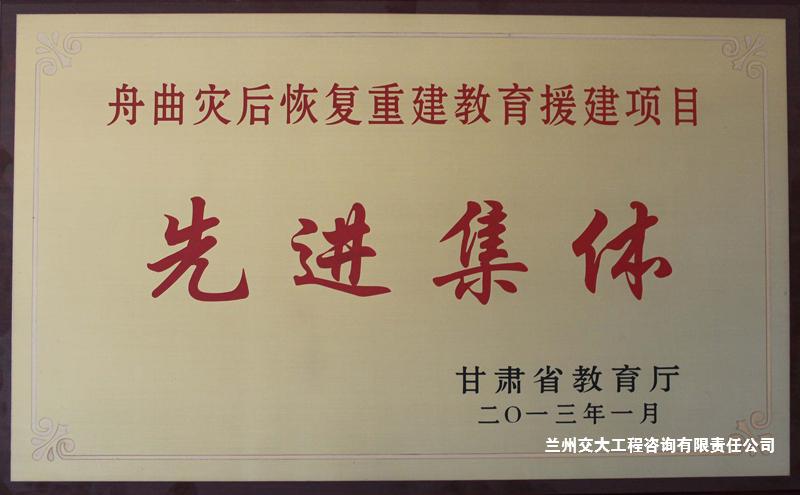 舟曲灾后恢复重建教育援建项目
先进集体
甘肃省教育厅
二〇一三年一月
兰州交大工程咨询有限责任公司